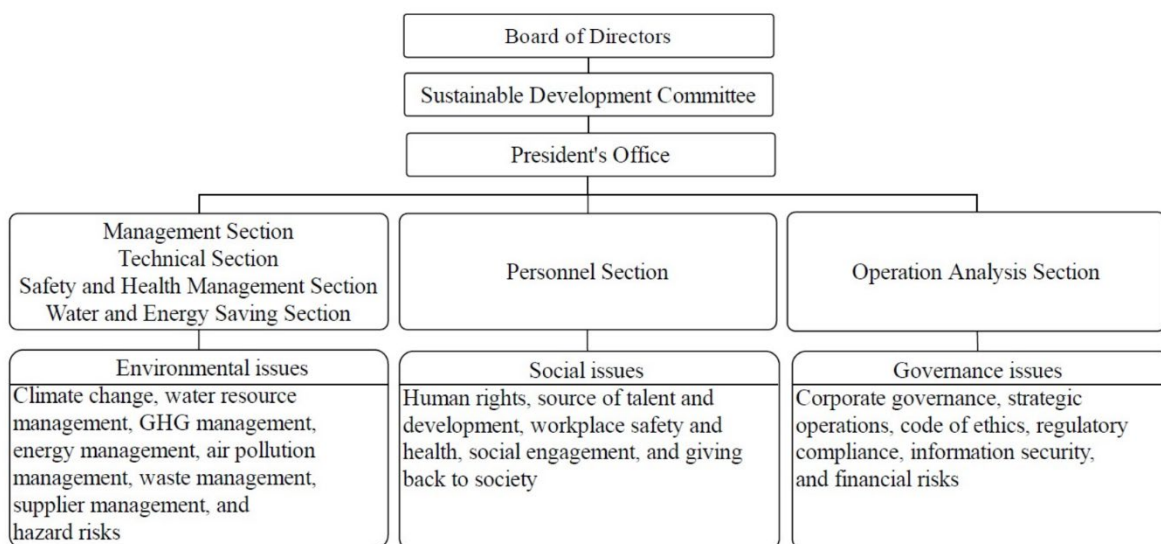 Board of Directors
Sustainable Development Committee
President's Office
Management Section
Technical Section
Safety and Health Management Section
Water and Energy Saving Section
Personnel Section
Operation Analysis Section
Environmental issues
Climate change, water resource
management, GHG management,
energy management, air pollution
management, waste management,
supplier management, and
hazard risks
Social issues
Human rights, source of talent and
development, workplace safety and
health, social engagement, and giving
back to society
Governance issues
Corporate governance, strategic
operations, code of ethics, regulatory
compliance, information security,
and financial risks